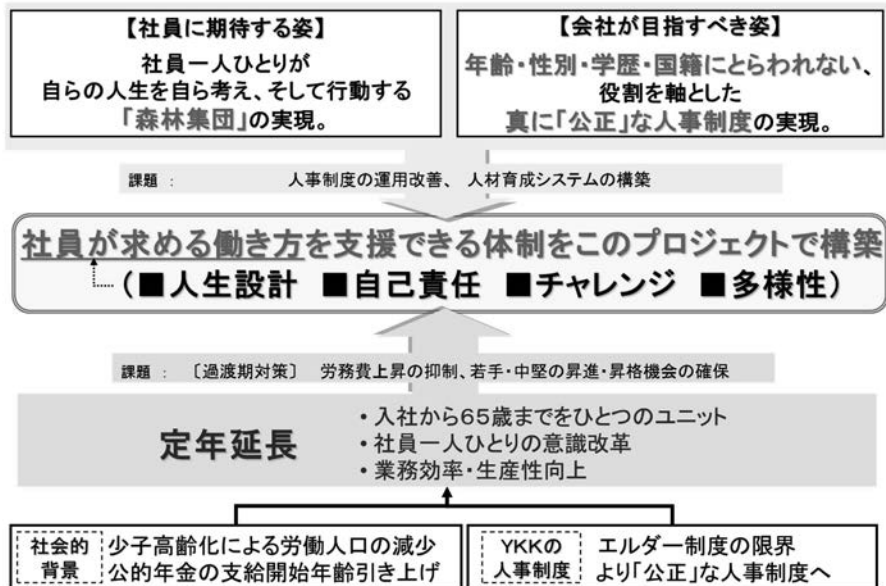 【社員に期待する姿】
社員一人ひとりが
自らの人生を自ら考え、そして行動する
「森林集団」の実現。
【会社が目指すべき姿】
年齢・性別・学歴・国籍にとらわれない、
役割を軸とした
真に「公正」な人事制度の実現。
課題 : 人事制度の運用改善、 人材育成システムの構築
社員が求める働き方を支援できる体制をこのプロジェクトで構築
(■人生設計 ■自己責任 ■チャレンジ ■多様性)
課題 : 〔過渡期対策〕 労務費上昇の抑制、若手・中堅の昇進・昇格機会の確保
定年延長
・入社から65歳までをひとつのユニット
・社員一人ひとりの意識改革
・業務効率・生産性向上
社会的
背景
少子高齢化による労働人口の減少
公的年金の支給開始年齢引き上げ
YKKの
人事制度
エルダー制度の限界
より「公正」な人事制度へ